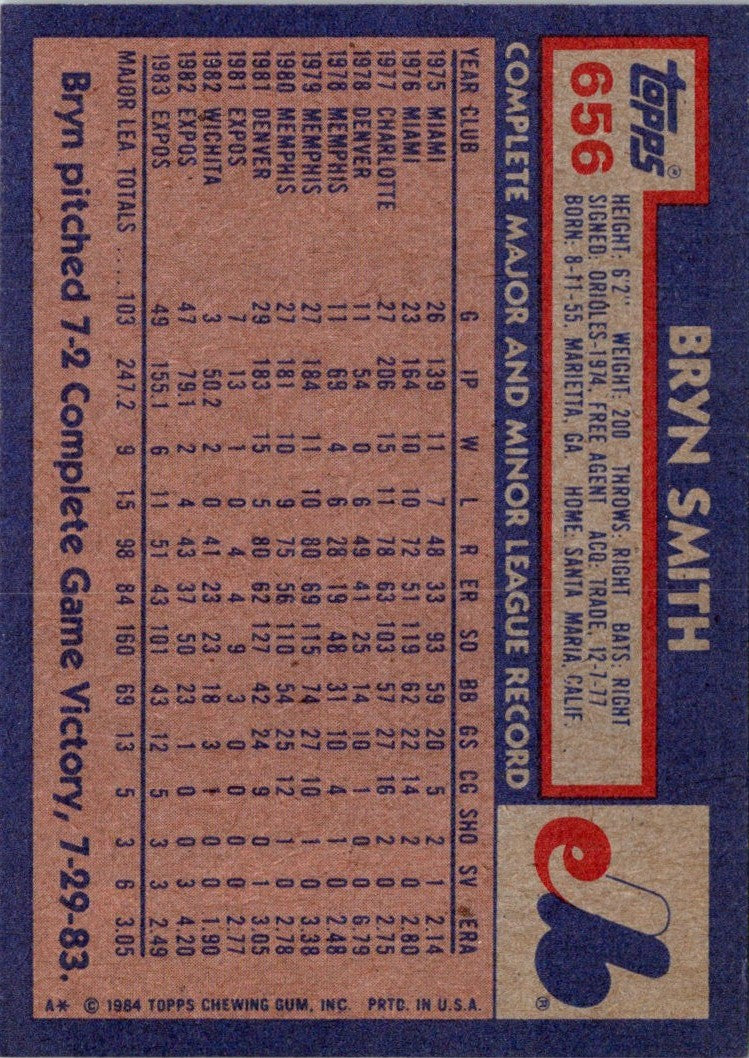 BRYN SMITH
Topps®
656
HEIGHT: 6'2" WEIGHT: 200 THROWS: RIGHT BATS: RIGHT
SIGNED: ORIOLES-1974, FREE AGENT ACQ: TRADE, 12-7-77
BORN: 8-11-55, MARIETTA, GA HOME: SANTA MARIA, CALIF.
COMPLETE MAJOR AND MINOR LEAGUE RECORD
YEAR CLUB G IP W L R ER SO BB GS CG SHO SV ERA
1975 MIAMI 26 139 11 7 48 33 93 59 20 5 2 1 2.14
1976 MIAMI 23 164 10 10 72 51 119 62 22 14 2 0 2.80
1977 CHARLOTTE 27 206 15 11 78 63 103 57 27 16 2 0 2.75
1978 DENVER 11 54 0 6 49 41 25 14 10 1 0 0 6.79
1978 MEMPHIS 11 69 4 6 28 19 48 31 10 4 1 0 2.48
1979 MEMPHIS 27 184 11 10 80 69 115 74 27 10 1 0 3.38
1980 MEMPHIS 27 181 10 9 75 56 110 54 25 12 1 0 2.78
1981 DENVER 29 183 15 5 80 62 127 42 24 9 0 1 3.05
1981 EXPOS 7 13 1 0 4 4 9 3 0 0 0 0 2.77
1982 WICHITA 3 50.2 2 0 41 23 23 18 3 1 0 0 1.90
1982 EXPOS 47 79.1 2 4 43 37 50 23 1 0 0 3 4.20
1983 EXPOS 49 155.1 6 11 51 43 101 43 12 5 3 3 2.49
MAJOR LEA. TOTALS ..... 103 247.2 9 15 98 84 160 69 13 5 3 6 3.05
Bryn pitched 7-2 Complete Game Victory, 7-29-83.
A* © 1984 TOPPS CHEWING GUM, INC. PRTD. IN U.S.A.
®